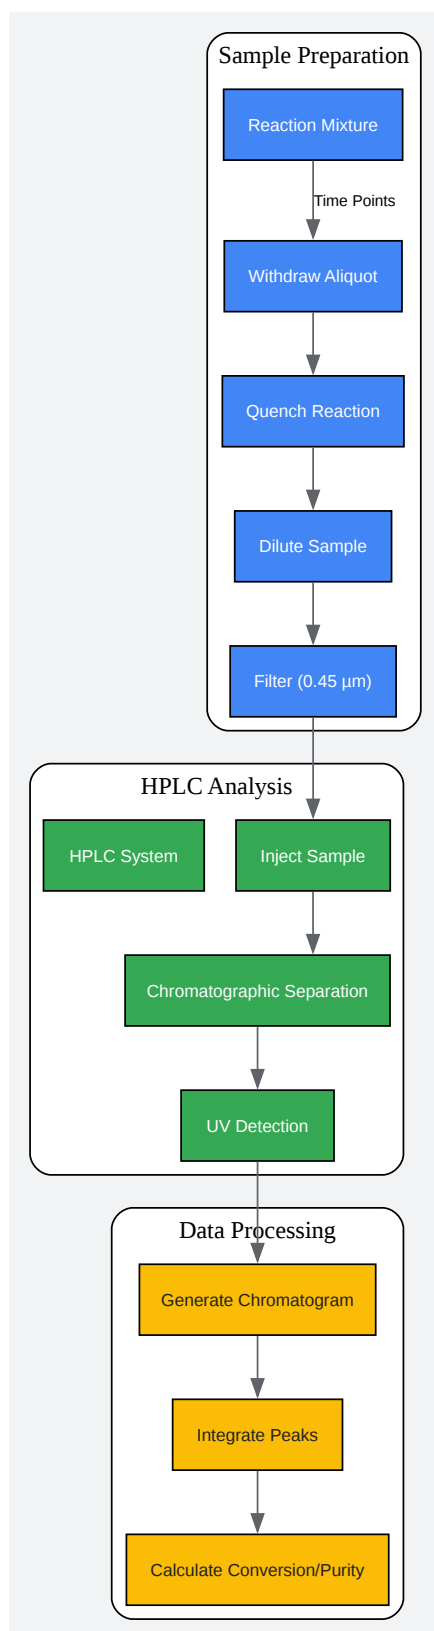 Sample Preparation
Reaction Mixture
Time Points
Withdraw Aliquot
Quench Reaction
Dilute Sample
Filter (0.45 µm)
HPLC Analysis
HPLC System
Inject Sample
Chromatographic Separation
UV Detection
Data Processing
Generate Chromatogram
Integrate Peaks
Calculate Conversion/Purity